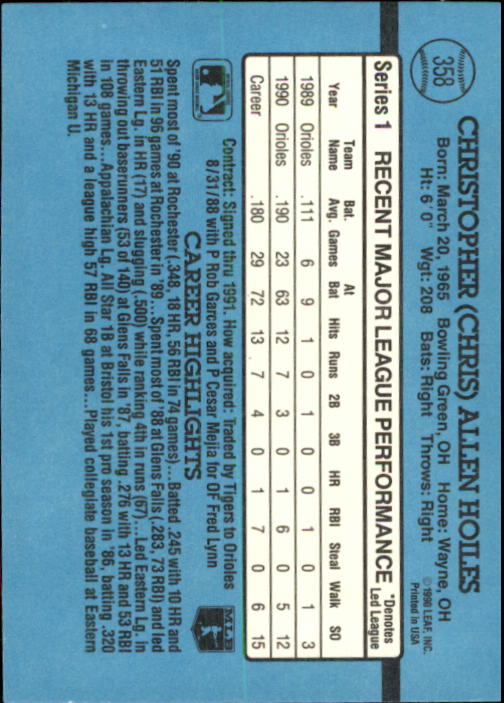 358
CHRISTOPHER (CHRIS) ALLEN HOILES
Born: March 20, 1965 Bowling Green, OH Home: Wayne, OH
Ht: 6' 0" Wgt: 208 Bats: Right Throws: Right
©1990 LEAF, INC.
Printed in USA
Series 1 RECENT MAJOR LEAGUE PERFORMANCE
*Denotes
Led League
Year Team Name Bat. Avg. Games At Bat Hits Runs 2B 3B HR RBI Steal Walk SO
1989 Orioles .111 6 9 1 0 1 0 0 1 0 1 3
1990 Orioles .190 23 63 12 7 3 0 1 6 0 5 12
Career .180 29 72 13 7 4 0 1 7 0 6 15
Contract: Signed thru 1991. How acquired: Traded by Tigers to Orioles
8/31/88 with P Rob Garces and P Cesar Mejia for OF Fred Lynn
MLB
CAREER HIGHLIGHTS
Spent most of '90 at Rochester (.348, 18 HR, 56 RBI in 74 games)...Batted .245 with 10 HR and
51 RBI in 96 games at Rochester in '89...Spent most of '88 at Glens Falls (.283, 73 RBI) and led
Eastern Lg. in HR (17) and slugging (.500) while ranking 4th in runs (67)...Led Eastern Lg. in
throwing out baserunners (53 of 140) at Glens Falls in '87, batting .276 with 13 HR and 53 RBI
in 108 games...Appalachian Lg. All Star 1B at Bristol his 1st pro season in '86, batting .320
with 13 HR and a league high 57 RBI in 68 games...Played collegiate baseball at Eastern
Michigan U.